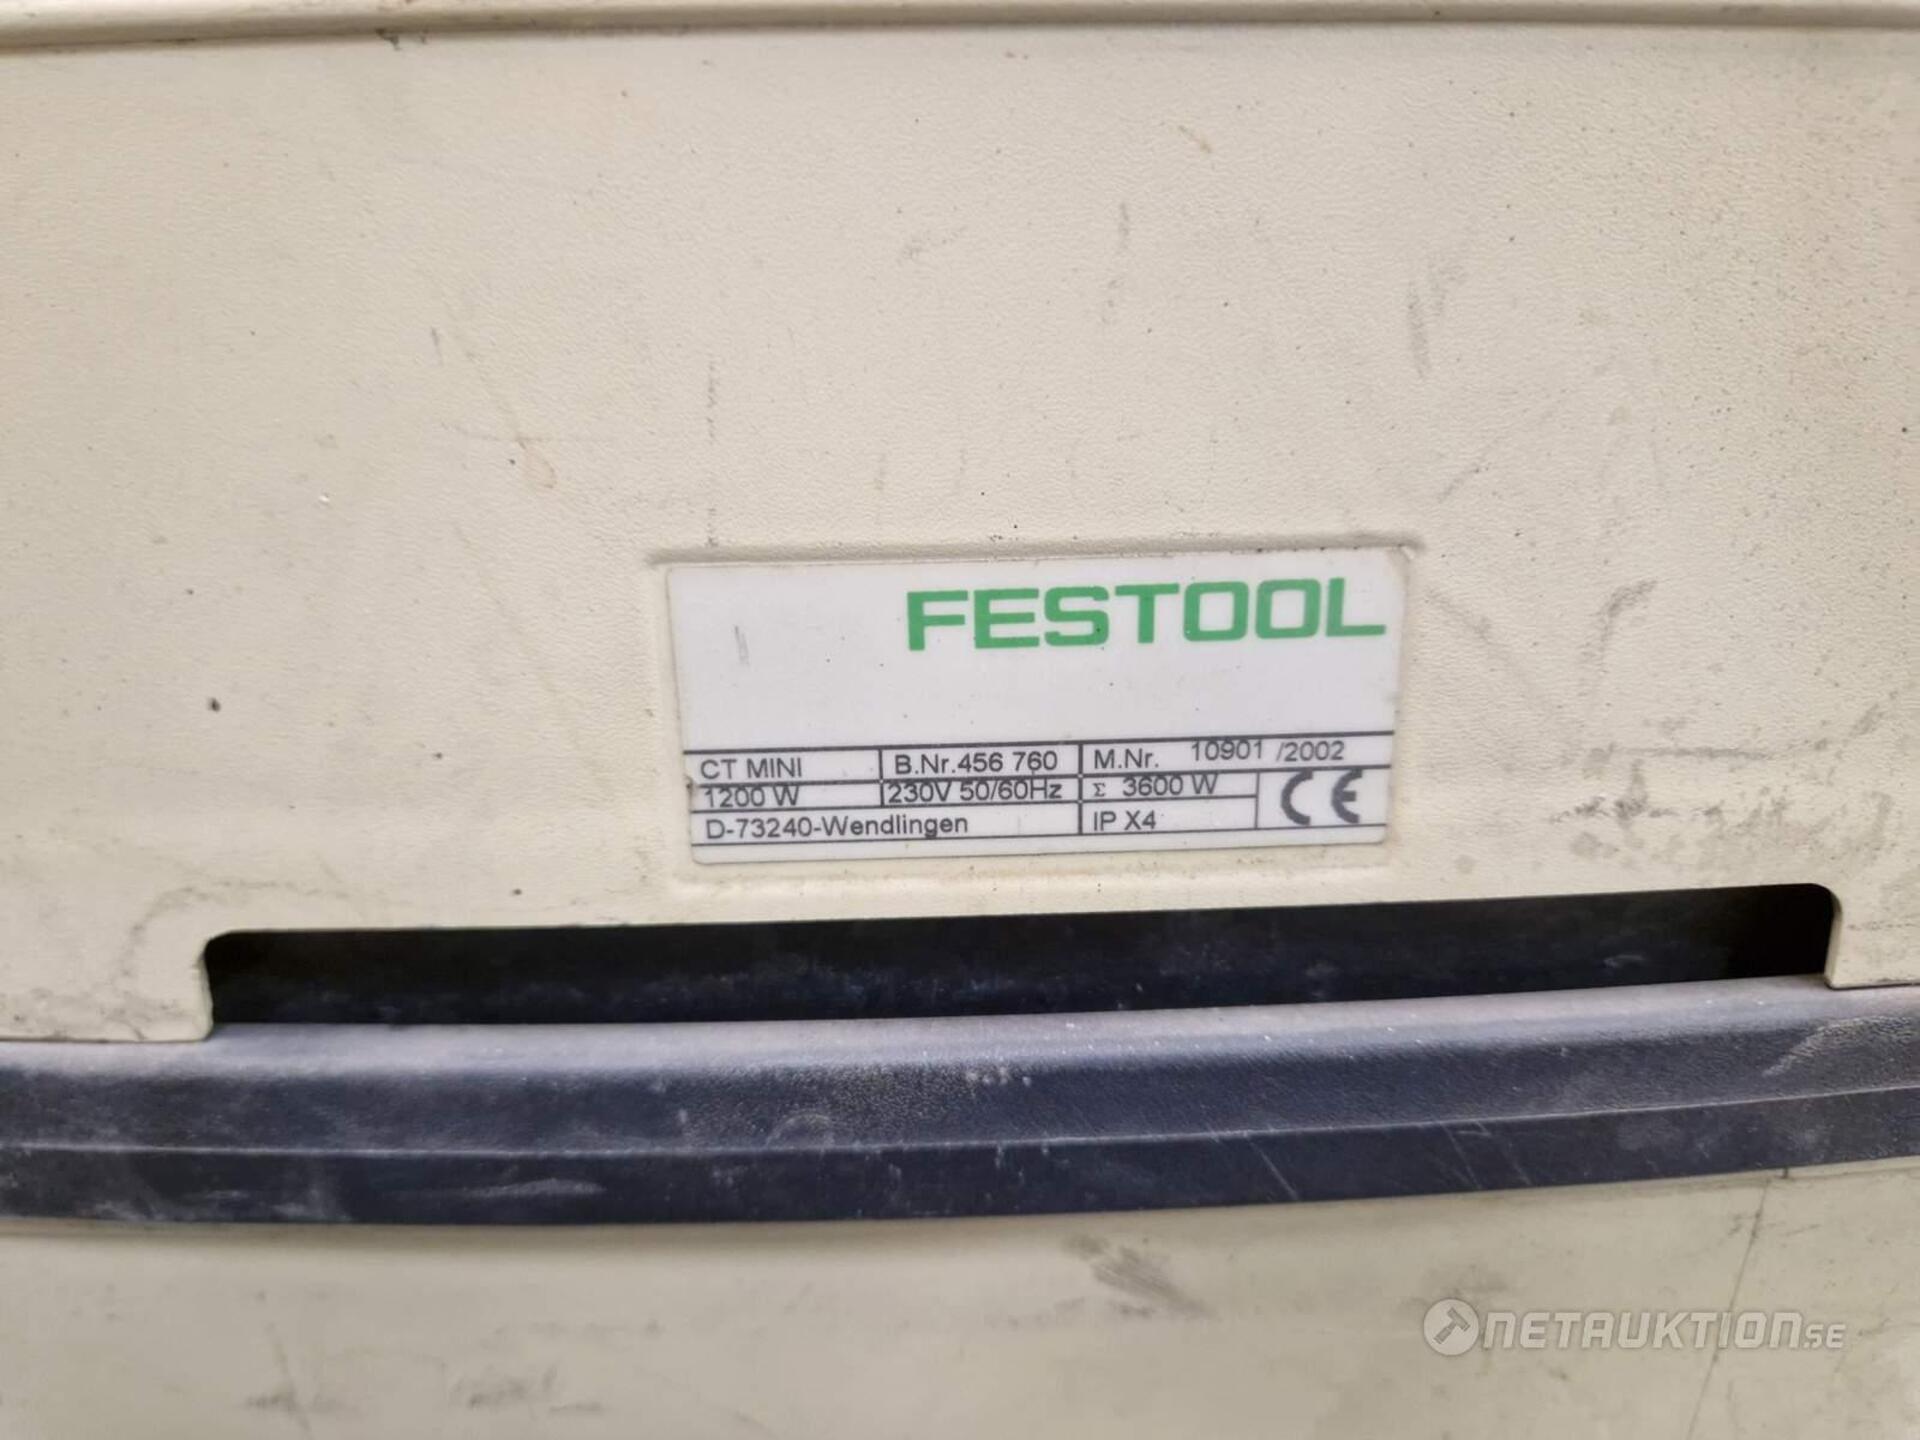 FESTOOL
CT MINI B.Nr.456 760 M.Nr. 10901 /2002
1200 W 230V 50/60Hz Σ 3600 W CE
D-73240-Wendlingen IP X4
NETAUKTION.SE